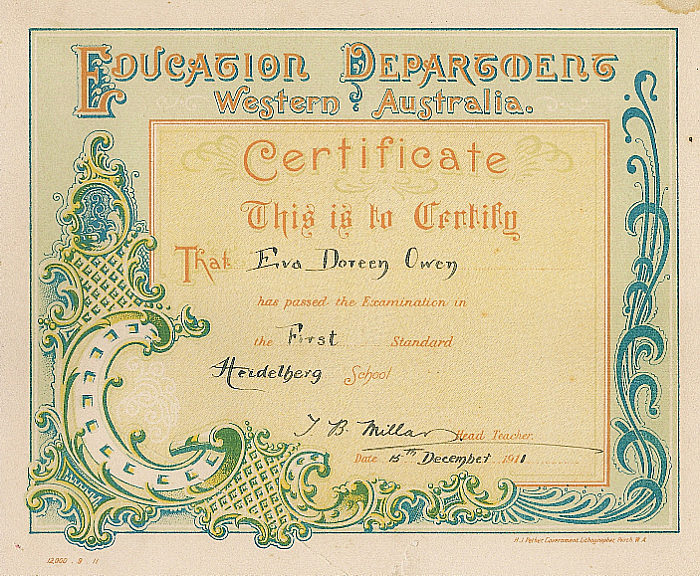 Education Department
Western Australia.
Certificate
This is to Certify
That Eva Doreen Owen
has passed the Examination in
the First Standard
Heidelberg School
J B. Millar Head Teacher.
Date 15th December 1911
H.J. Pether, Government Lithographer, Perth. W.A.
12,000 . 9 . 11